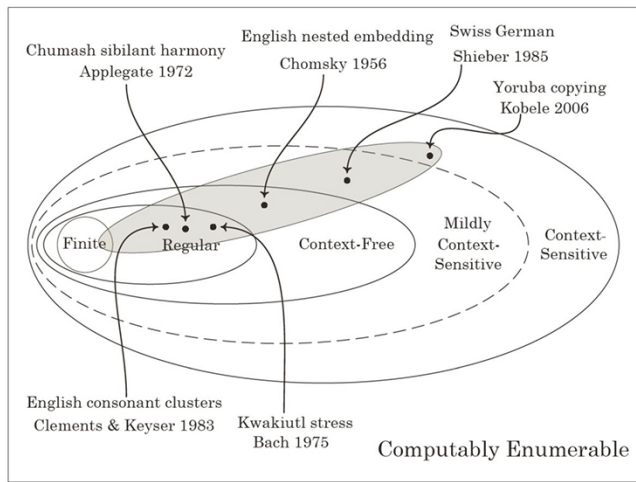 Chumash sibilant harmony
Applegate 1972
English nested embedding
Chomsky 1956
Swiss German
Shieber 1985
Yoruba copying
Kobele 2006
Finite
Regular
Context-Free
Mildly
Context-
Sensitive
Context-
Sensitive
English consonant clusters
Clements & Keyser 1983
Kwakiutl stress
Bach 1975
Computably Enumerable